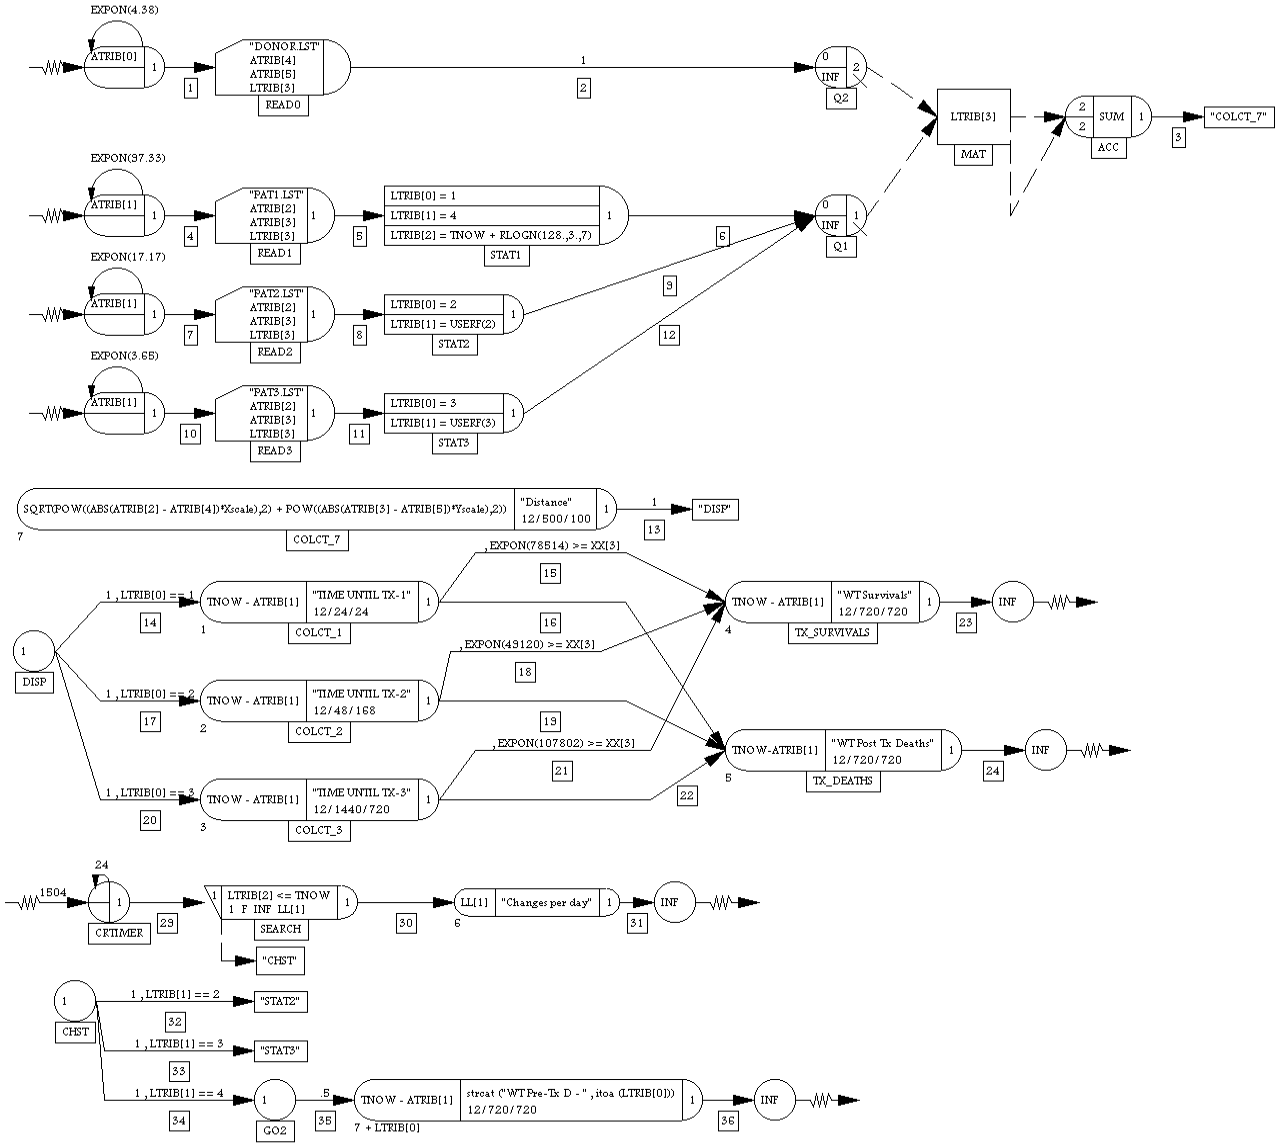 EXPON(4.38)
ATRIB[0]
1
1
"DONOR.LST"
ATRIB[4]
ATRIB[5]
LTRIB[3]
READ0
1
2
0
INF
2
Q2
LTRIB[3]
MAT
2
2
SUM
1
ACC
3
"COLCT_7"
EXPON(97.33)
ATRIB[1]
1
4
"PAT1.LST"
ATRIB[2]
ATRIB[3]
LTRIB[3]
1
READ1
5
LTRIB[0] = 1
LTRIB[1] = 4
LTRIB[2] = TNOW + RLOGN(128.,3.,7)
1
STAT1
6
0
INF
1
Q1
EXPON(17.17)
ATRIB[1]
1
7
"PAT2.LST"
ATRIB[2]
ATRIB[3]
LTRIB[3]
1
READ2
8
LTRIB[0] = 2
LTRIB[1] = USERF(2)
1
STAT2
9
12
EXPON(3.65)
ATRIB[1]
1
10
"PAT3.LST"
ATRIB[2]
ATRIB[3]
LTRIB[3]
1
READ3
11
LTRIB[0] = 3
LTRIB[1] = USERF(3)
1
STAT3
SQRT(POW((ABS(ATRIB[2] - ATRIB[4])*Xscale),2) + POW((ABS(ATRIB[3] - ATRIB[5])*Yscale),2))
"Distance"
12/500/100
1
7
COLCT_7
1
13
"DISP"
1
DISP
1 , LTRIB[0] == 1
14
TNOW - ATRIB[1]
"TIME UNTIL TX-1"
12/24/24
1
1
COLCT_1
, EXPON(78514) >= XX[3]
15
16
TNOW - ATRIB[1]
"WT Survivals"
12/720/720
1
4
TX_SURVIVALS
23
INF
1 , LTRIB[0] == 2
17
TNOW - ATRIB[1]
"TIME UNTIL TX-2"
12/48/168
1
2
COLCT_2
, EXPON(49120) >= XX[3]
18
19
1 , LTRIB[0] == 3
20
TNOW - ATRIB[1]
"TIME UNTIL TX-3"
12/1440/720
1
3
COLCT_3
, EXPON(107802) >= XX[3]
21
22
TNOW-ATRIB[1]
"WT Post Tx Deaths"
12/720/720
1
5
TX_DEATHS
24
INF
1504
24
1
CRTIMER
29
1
LTRIB[2] <= TNOW
1 F INF LL[1]
1
SEARCH
"CHST"
30
LL[1]
"Changes per day"
1
6
31
INF
1
CHST
1 , LTRIB[1] == 2
32
"STAT2"
1 , LTRIB[1] == 3
33
"STAT3"
1 , LTRIB[1] == 4
34
1
GO2
.5
35
TNOW - ATRIB[1]
strcat ("WT Pre-Tx D - " , itoa (LTRIB[0]))
12/720/720
1
7 + LTRIB[0]
36
INF